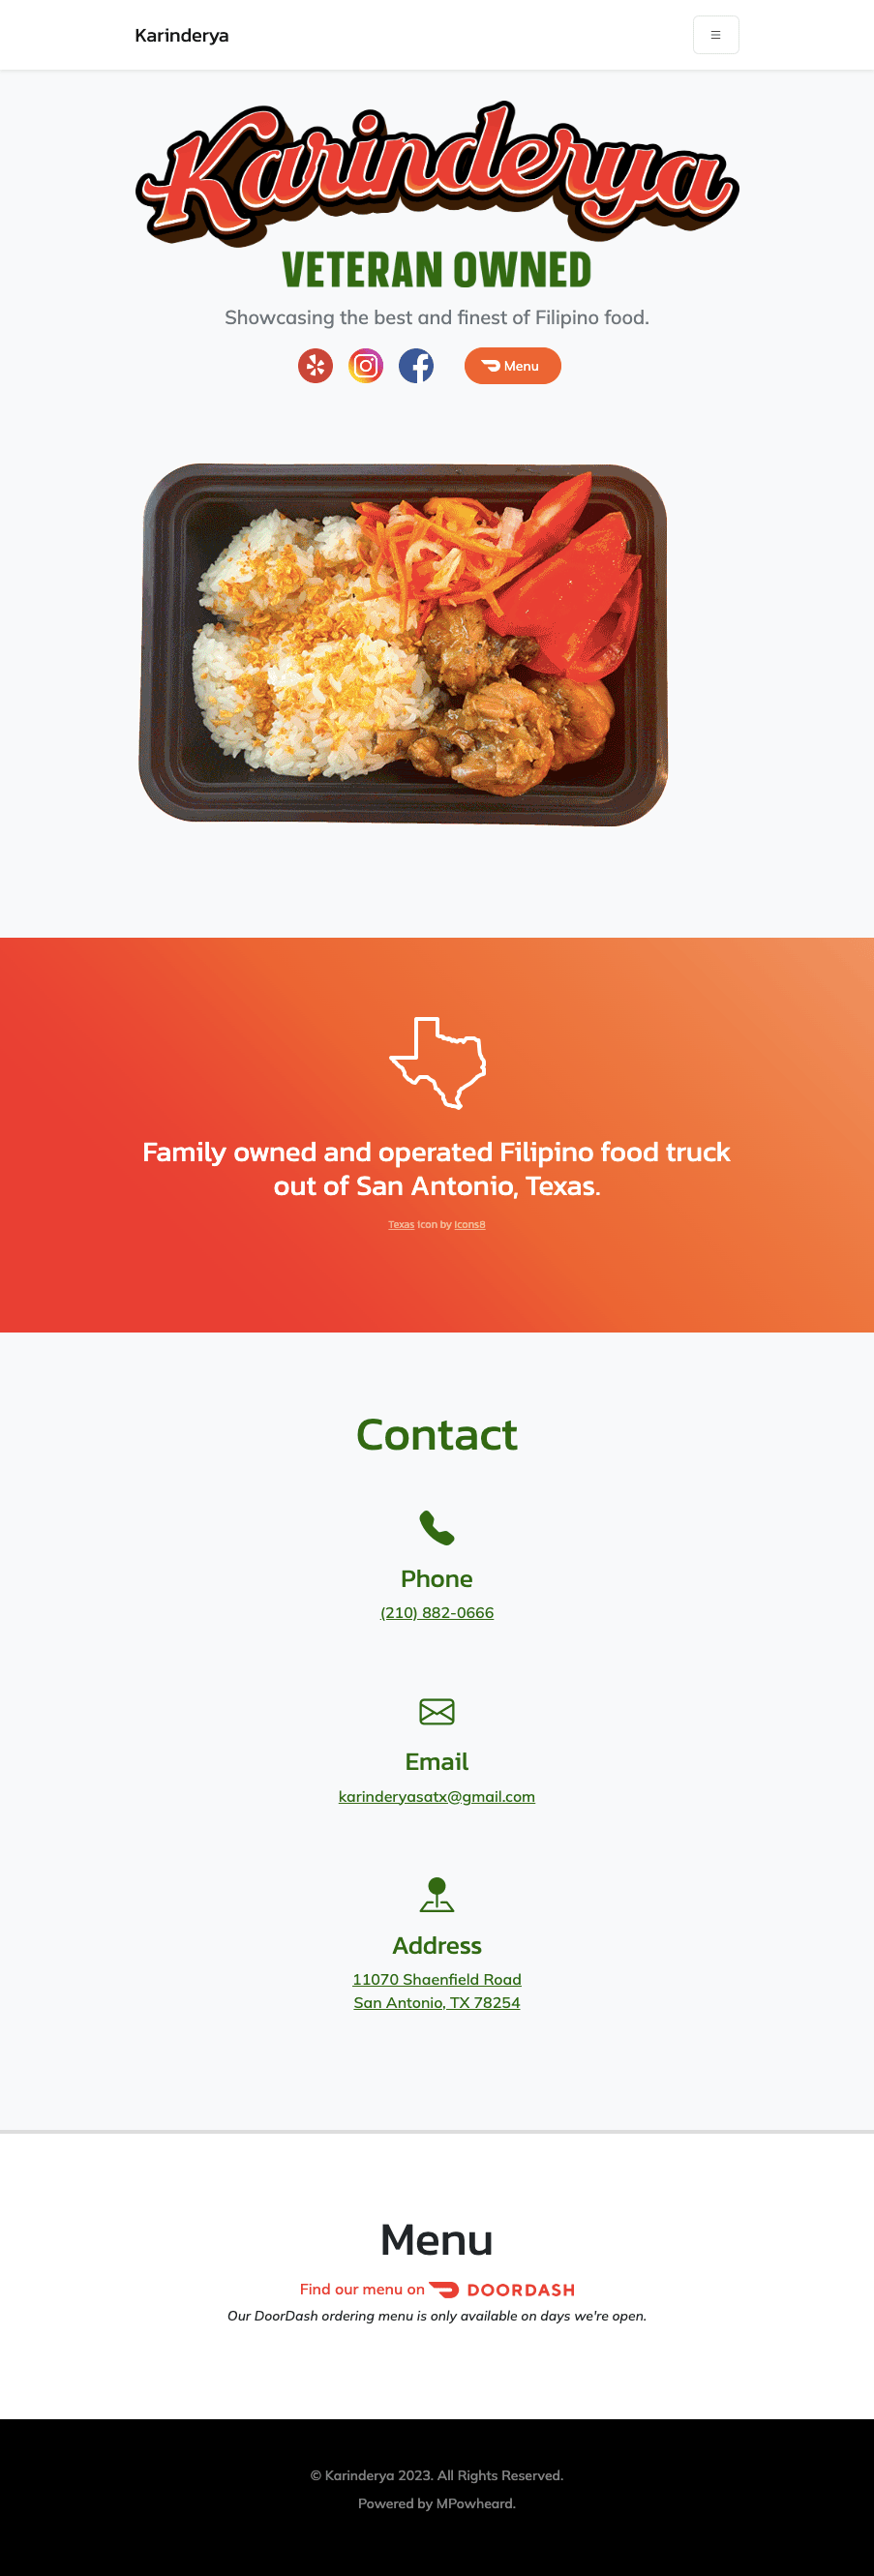 Karinderya
Karinderya
VETERAN OWNED
Showcasing the best and finest of Filipino food.
Menu
Family owned and operated Filipino food truck
out of San Antonio, Texas.
Texas icon by Icons8
Contact
Phone
(210) 882-0666
Email
karinderyasatx@gmail.com
Address
11070 Shaenfield Road
San Antonio, TX 78254
Menu
Find our menu on DOORDASH
Our DoorDash ordering menu is only available on days we're open.
© Karinderya 2023. All Rights Reserved.
Powered by MPowheard.